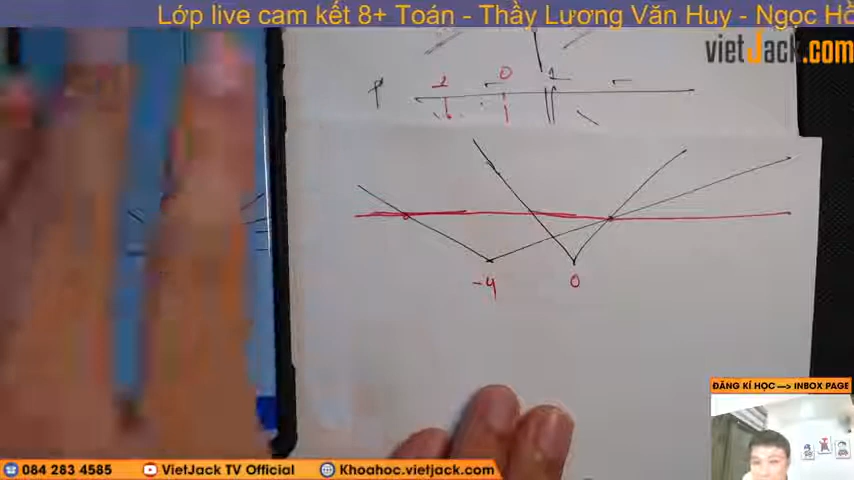 Lớp live cam kết 8+ Toán - Thầy Lương Văn Huy - Ngọc Hồ
vietJack.com
0 1
-4 0
ĐĂNG KÍ HỌC —> INBOX PAGE
084 283 4585 VietJack TV Official Khoahoc.vietjack.com